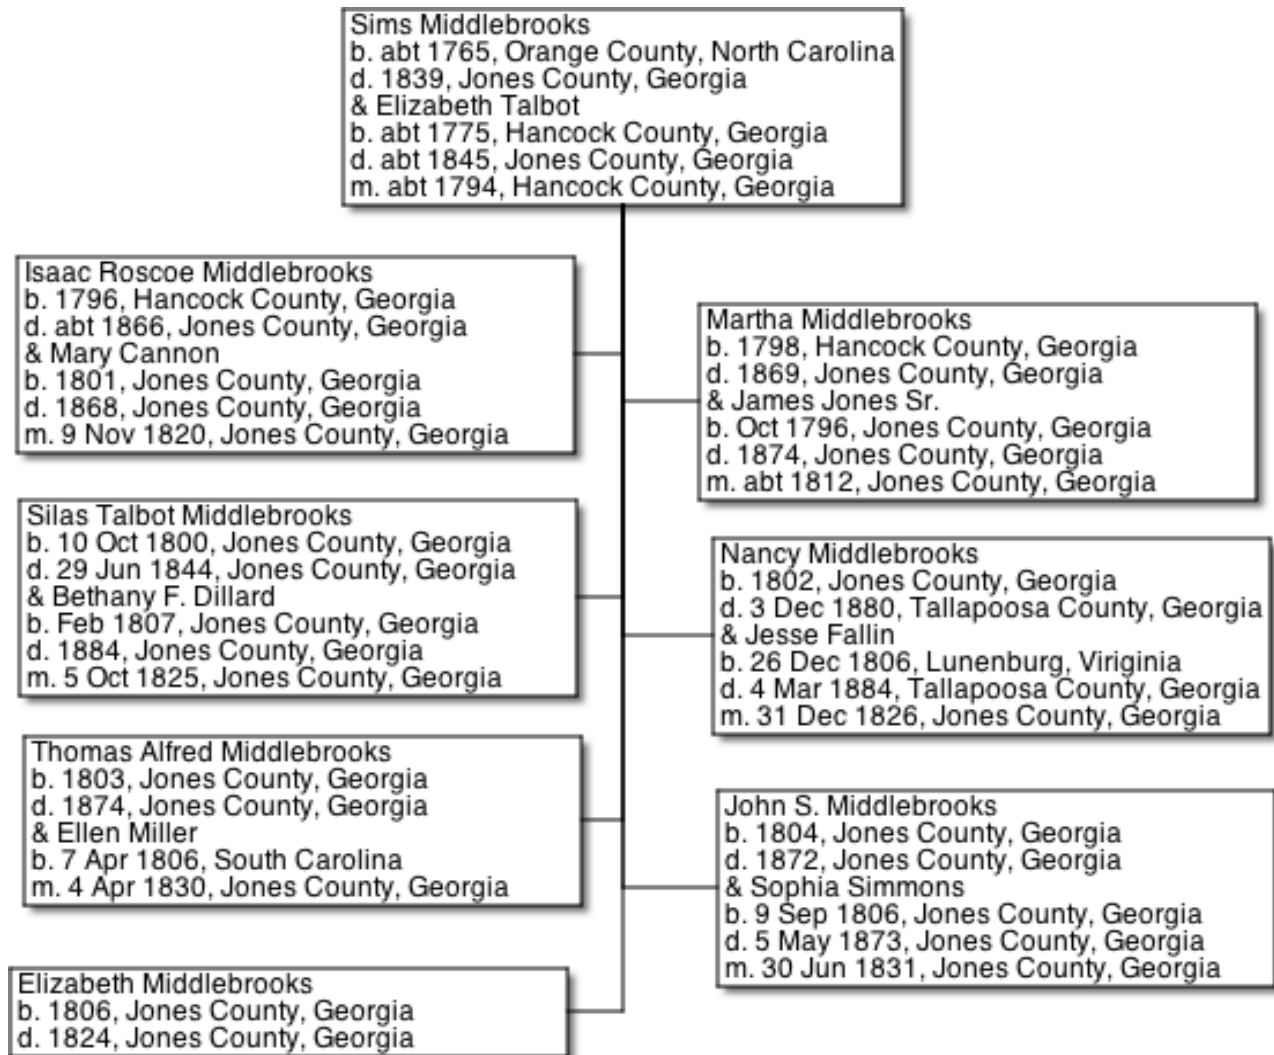 Sims Middlebrooks
b. abt 1765, Orange County, North Carolina
d. 1839, Jones County, Georgia
& Elizabeth Talbot
b. abt 1775, Hancock County, Georgia
d. abt 1845, Jones County, Georgia
m. abt 1794, Hancock County, Georgia
Isaac Roscoe Middlebrooks
b. 1796, Hancock County, Georgia
d. abt 1866, Jones County, Georgia
& Mary Cannon
b. 1801, Jones County, Georgia
d. 1868, Jones County, Georgia
m. 9 Nov 1820, Jones County, Georgia
Martha Middlebrooks
b. 1798, Hancock County, Georgia
d. 1869, Jones County, Georgia
& James Jones Sr.
b. Oct 1796, Jones County, Georgia
d. 1874, Jones County, Georgia
m. abt 1812, Jones County, Georgia
Silas Talbot Middlebrooks
b. 10 Oct 1800, Jones County, Georgia
d. 29 Jun 1844, Jones County, Georgia
& Bethany F. Dillard
b. Feb 1807, Jones County, Georgia
d. 1884, Jones County, Georgia
m. 5 Oct 1825, Jones County, Georgia
Nancy Middlebrooks
b. 1802, Jones County, Georgia
d. 3 Dec 1880, Tallapoosa County, Georgia
& Jesse Fallin
b. 26 Dec 1806, Lunenburg, Viriginia
d. 4 Mar 1884, Tallapoosa County, Georgia
m. 31 Dec 1826, Jones County, Georgia
Thomas Alfred Middlebrooks
b. 1803, Jones County, Georgia
d. 1874, Jones County, Georgia
& Ellen Miller
b. 7 Apr 1806, South Carolina
m. 4 Apr 1830, Jones County, Georgia
John S. Middlebrooks
b. 1804, Jones County, Georgia
d. 1872, Jones County, Georgia
& Sophia Simmons
b. 9 Sep 1806, Jones County, Georgia
d. 5 May 1873, Jones County, Georgia
m. 30 Jun 1831, Jones County, Georgia
Elizabeth Middlebrooks
b. 1806, Jones County, Georgia
d. 1824, Jones County, Georgia